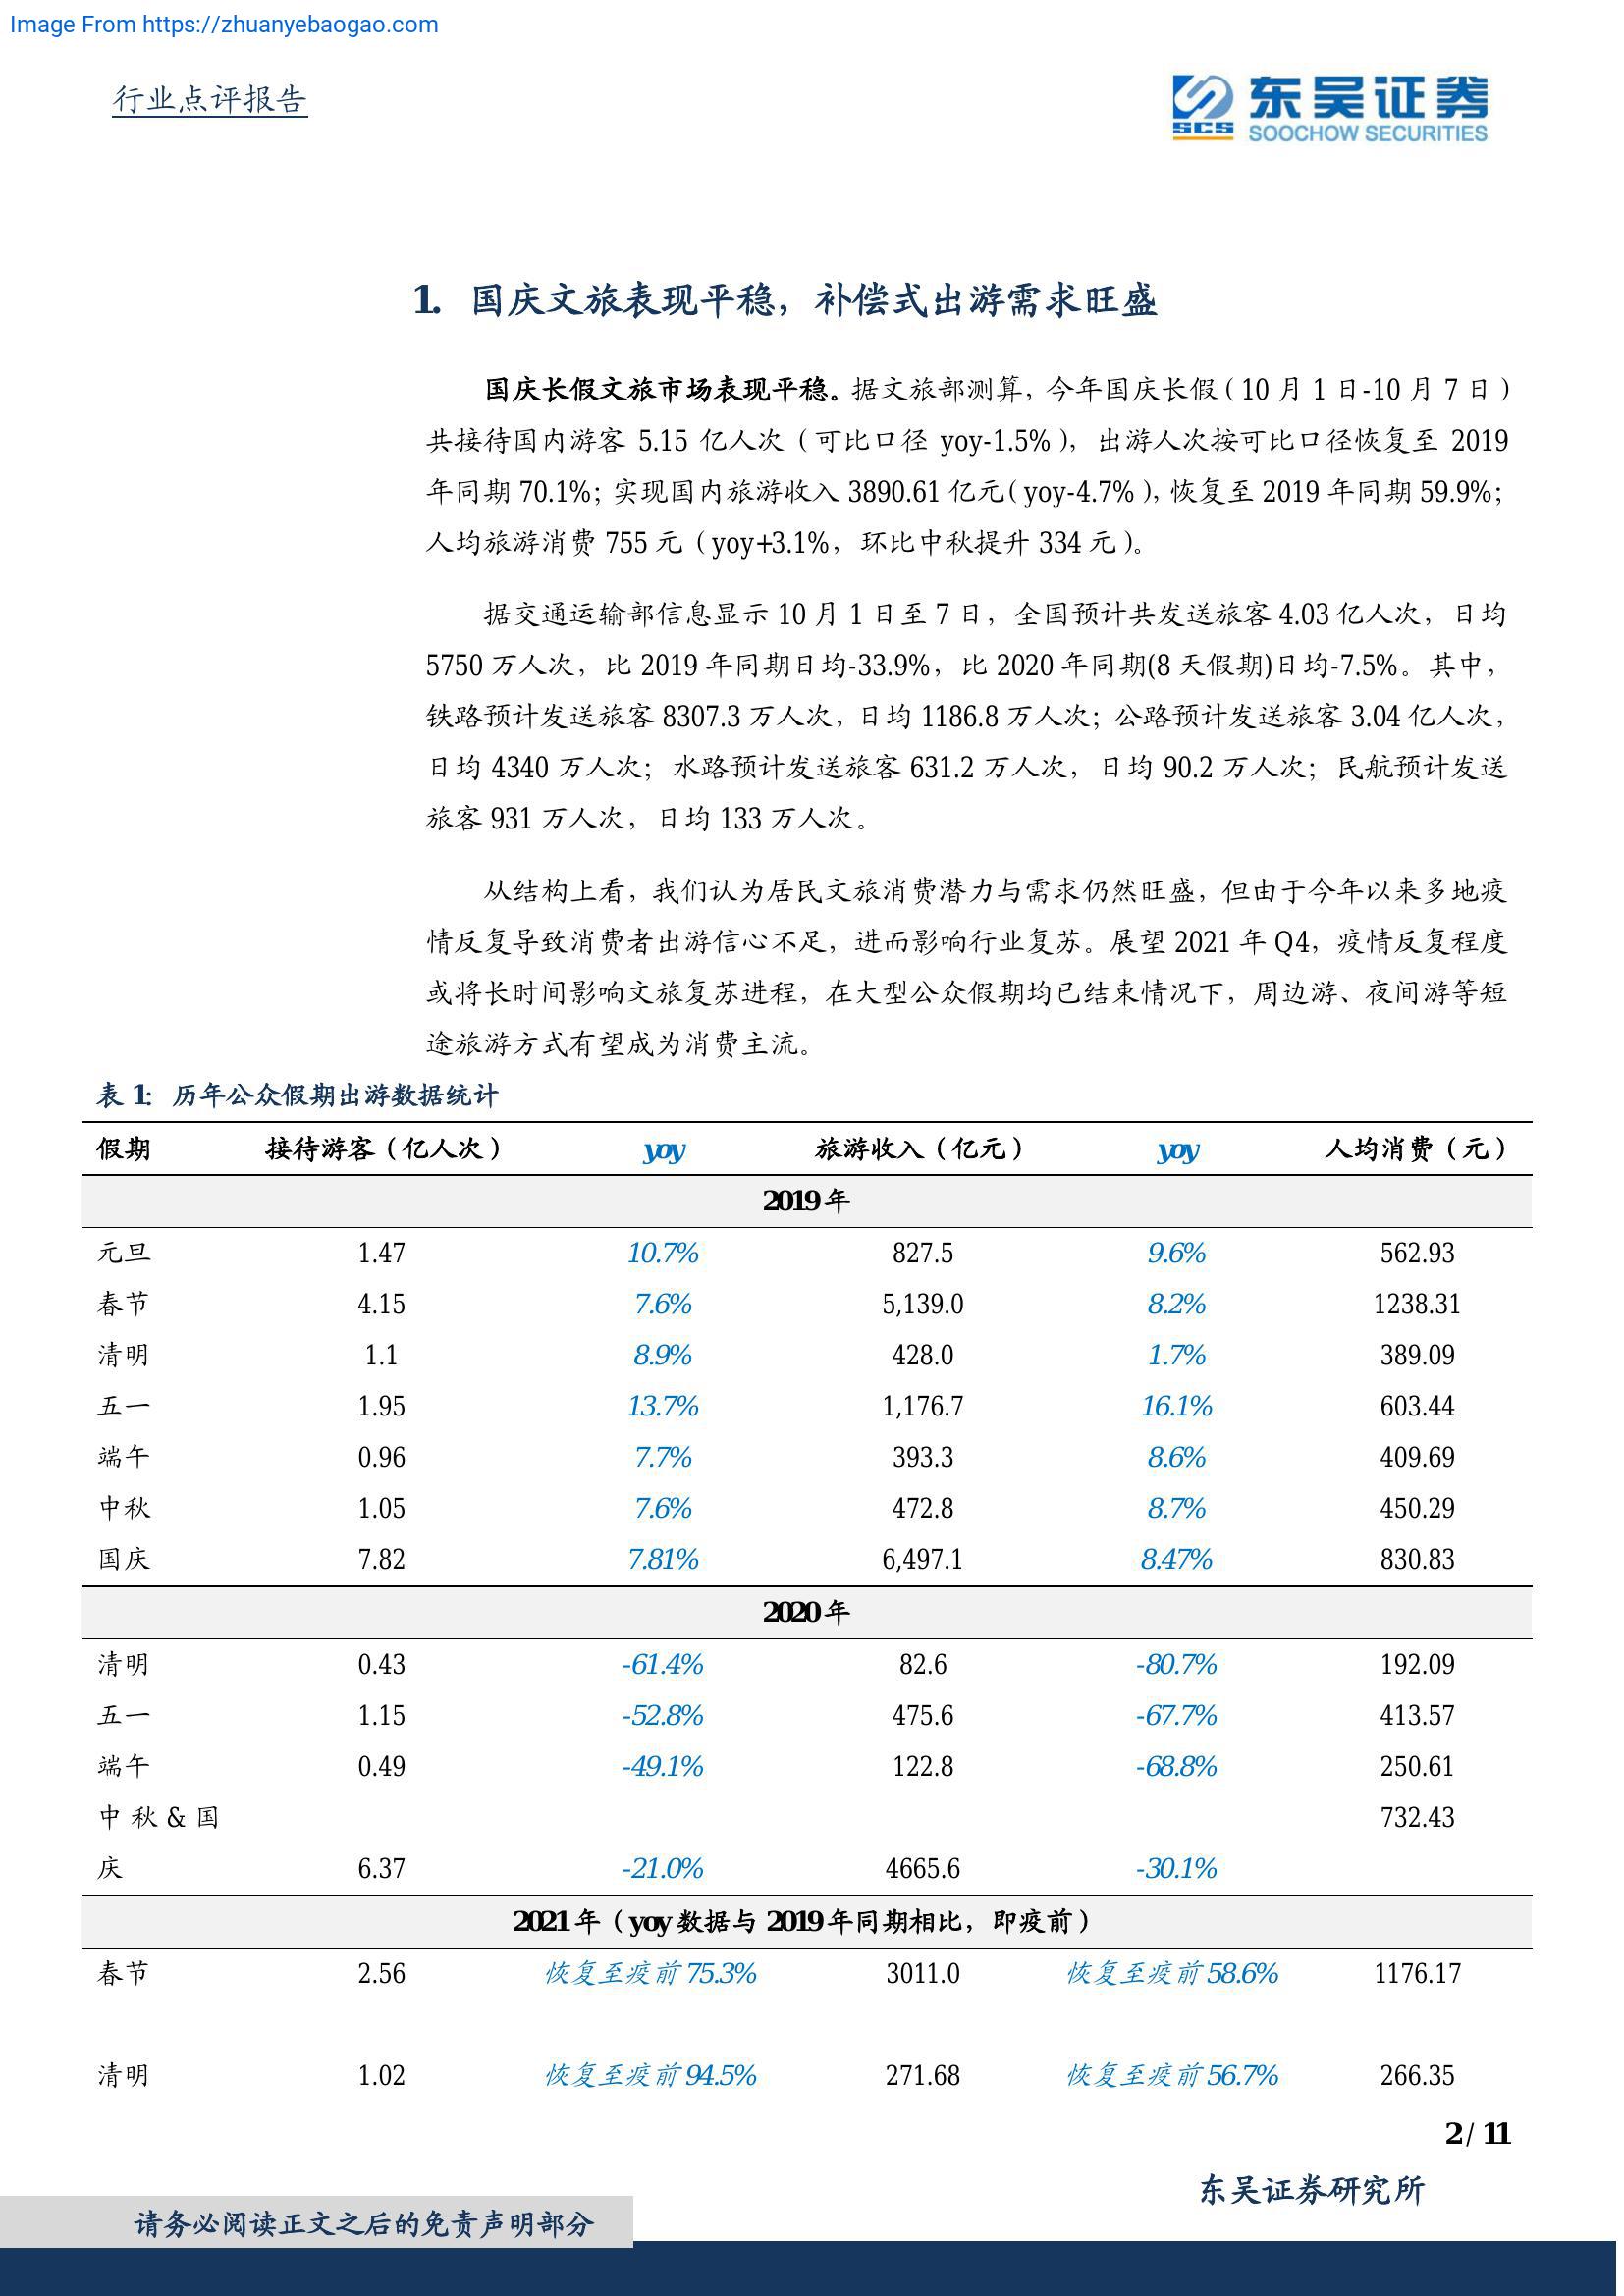 Image From https://zhuanyebaogao.com
行业点评报告
SCS 东吴证券
SOOCHOW SECURITIES
1. 国庆文旅表现平稳，补偿式出游需求旺盛
国庆长假文旅市场表现平稳。据文旅部测算，今年国庆长假（10 月 1 日-10 月 7 日）
共接待国内游客 5.15 亿人次（可比口径 yoy-1.5%），出游人次按可比口径恢复至 2019
年同期 70.1%；实现国内旅游收入 3890.61 亿元（yoy-4.7%），恢复至 2019 年同期 59.9%；
人均旅游消费 755 元（yoy+3.1%，环比中秋提升 334 元）。
据交通运输部信息显示 10 月 1 日至 7 日，全国预计共发送旅客 4.03 亿人次，日均
5750 万人次，比 2019 年同期日均-33.9%，比 2020 年同期(8 天假期)日均-7.5%。其中，
铁路预计发送旅客 8307.3 万人次，日均 1186.8 万人次；公路预计发送旅客 3.04 亿人次，
日均 4340 万人次；水路预计发送旅客 631.2 万人次，日均 90.2 万人次；民航预计发送
旅客 931 万人次，日均 133 万人次。
从结构上看，我们认为居民文旅消费潜力与需求仍然旺盛，但由于今年以来多地疫
情反复导致消费者出游信心不足，进而影响行业复苏。展望 2021 年 Q4，疫情反复程度
或将长时间影响文旅复苏进程，在大型公众假期均已结束情况下，周边游、夜间游等短
途旅游方式有望成为消费主流。
表 1： 历年公众假期出游数据统计
假期 接待游客（亿人次） yoy 旅游收入（亿元） yoy 人均消费（元）
2019 年
元旦 1.47 10.7% 827.5 9.6% 562.93
春节 4.15 7.6% 5,139.0 8.2% 1238.31
清明 1.1 8.9% 428.0 1.7% 389.09
五一 1.95 13.7% 1,176.7 16.1% 603.44
端午 0.96 7.7% 393.3 8.6% 409.69
中秋 1.05 7.6% 472.8 8.7% 450.29
国庆 7.82 7.81% 6,497.1 8.47% 830.83
2020 年
清明 0.43 -61.4% 82.6 -80.7% 192.09
五一 1.15 -52.8% 475.6 -67.7% 413.57
端午 0.49 -49.1% 122.8 -68.8% 250.61
中 秋 & 国 732.43
庆 6.37 -21.0% 4665.6 -30.1%
2021 年（yoy 数据与 2019 年同期相比，即疫前）
春节 2.56 恢复至疫前 75.3% 3011.0 恢复至疫前 58.6% 1176.17
清明 1.02 恢复至疫前 94.5% 271.68 恢复至疫前 56.7% 266.35
2 / 11
东吴证券研究所
请务必阅读正文之后的免责声明部分